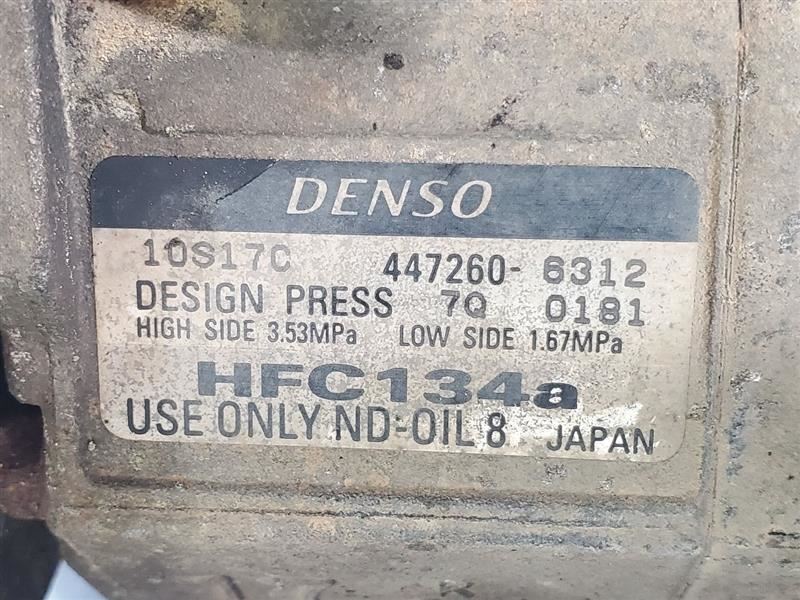 DENSO
10S17C 447260-6312
DESIGN PRESS 7Q 0181
HIGH SIDE 3.53MPa LOW SIDE 1.67MPa
HFC134a
USE ONLY ND-OIL 8 JAPAN